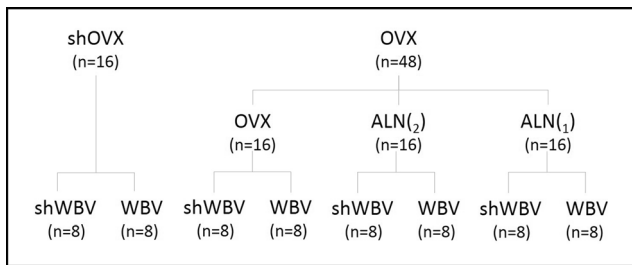 shOVX OVX
(n=16) (n=48)
OVX ALN(₂) ALN(₁)
(n=16) (n=16) (n=16)
shWBV WBV shWBV WBV shWBV WBV shWBV WBV
(n=8) (n=8) (n=8) (n=8) (n=8) (n=8) (n=8) (n=8)